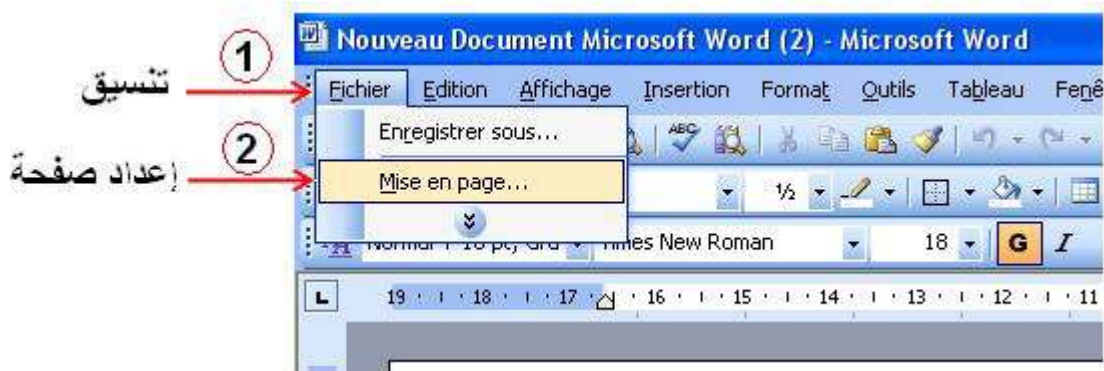 Nouveau Document Microsoft Word (2) - Microsoft Word
1
تنسيق
Fichier Edition Affichage Insertion Format Outils Tableau Fenê
2
Enregistrer sous...
ABC
إعداد صفحة
Mise en page...
½
Times New Roman 18 G I
L 19 18 17 16 15 14 13 12 11